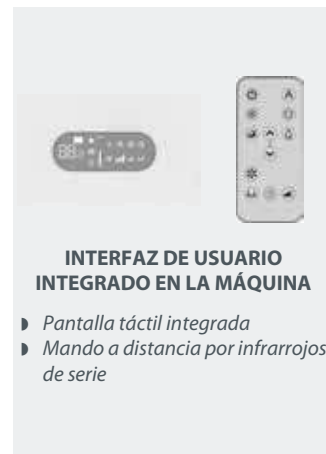 INTERFAZ DE USUARIO
INTEGRADO EN LA MÁQUINA
Pantalla táctil integrada
Mando a distancia por infrarrojos
de serie